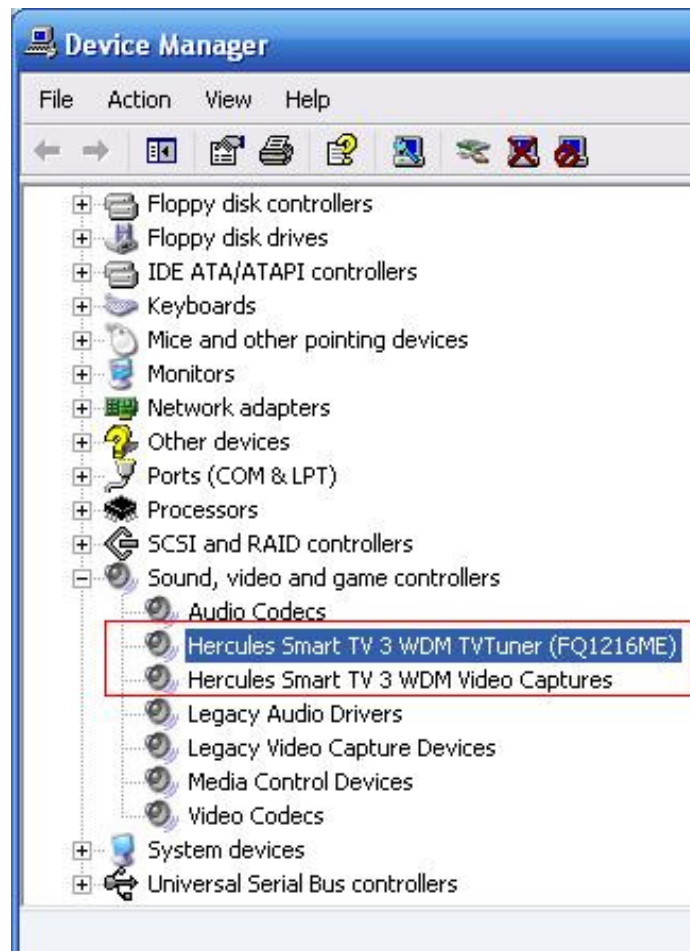 Device Manager
File Action View Help
Floppy disk controllers
Floppy disk drives
IDE ATA/ATAPI controllers
Keyboards
Mice and other pointing devices
Monitors
Network adapters
Other devices
Ports (COM & LPT)
Processors
SCSI and RAID controllers
Sound, video and game controllers
Audio Codecs
Hercules Smart TV 3 WDM TVTuner (FQ1216ME)
Hercules Smart TV 3 WDM Video Captures
Legacy Audio Drivers
Legacy Video Capture Devices
Media Control Devices
Video Codecs
System devices
Universal Serial Bus controllers